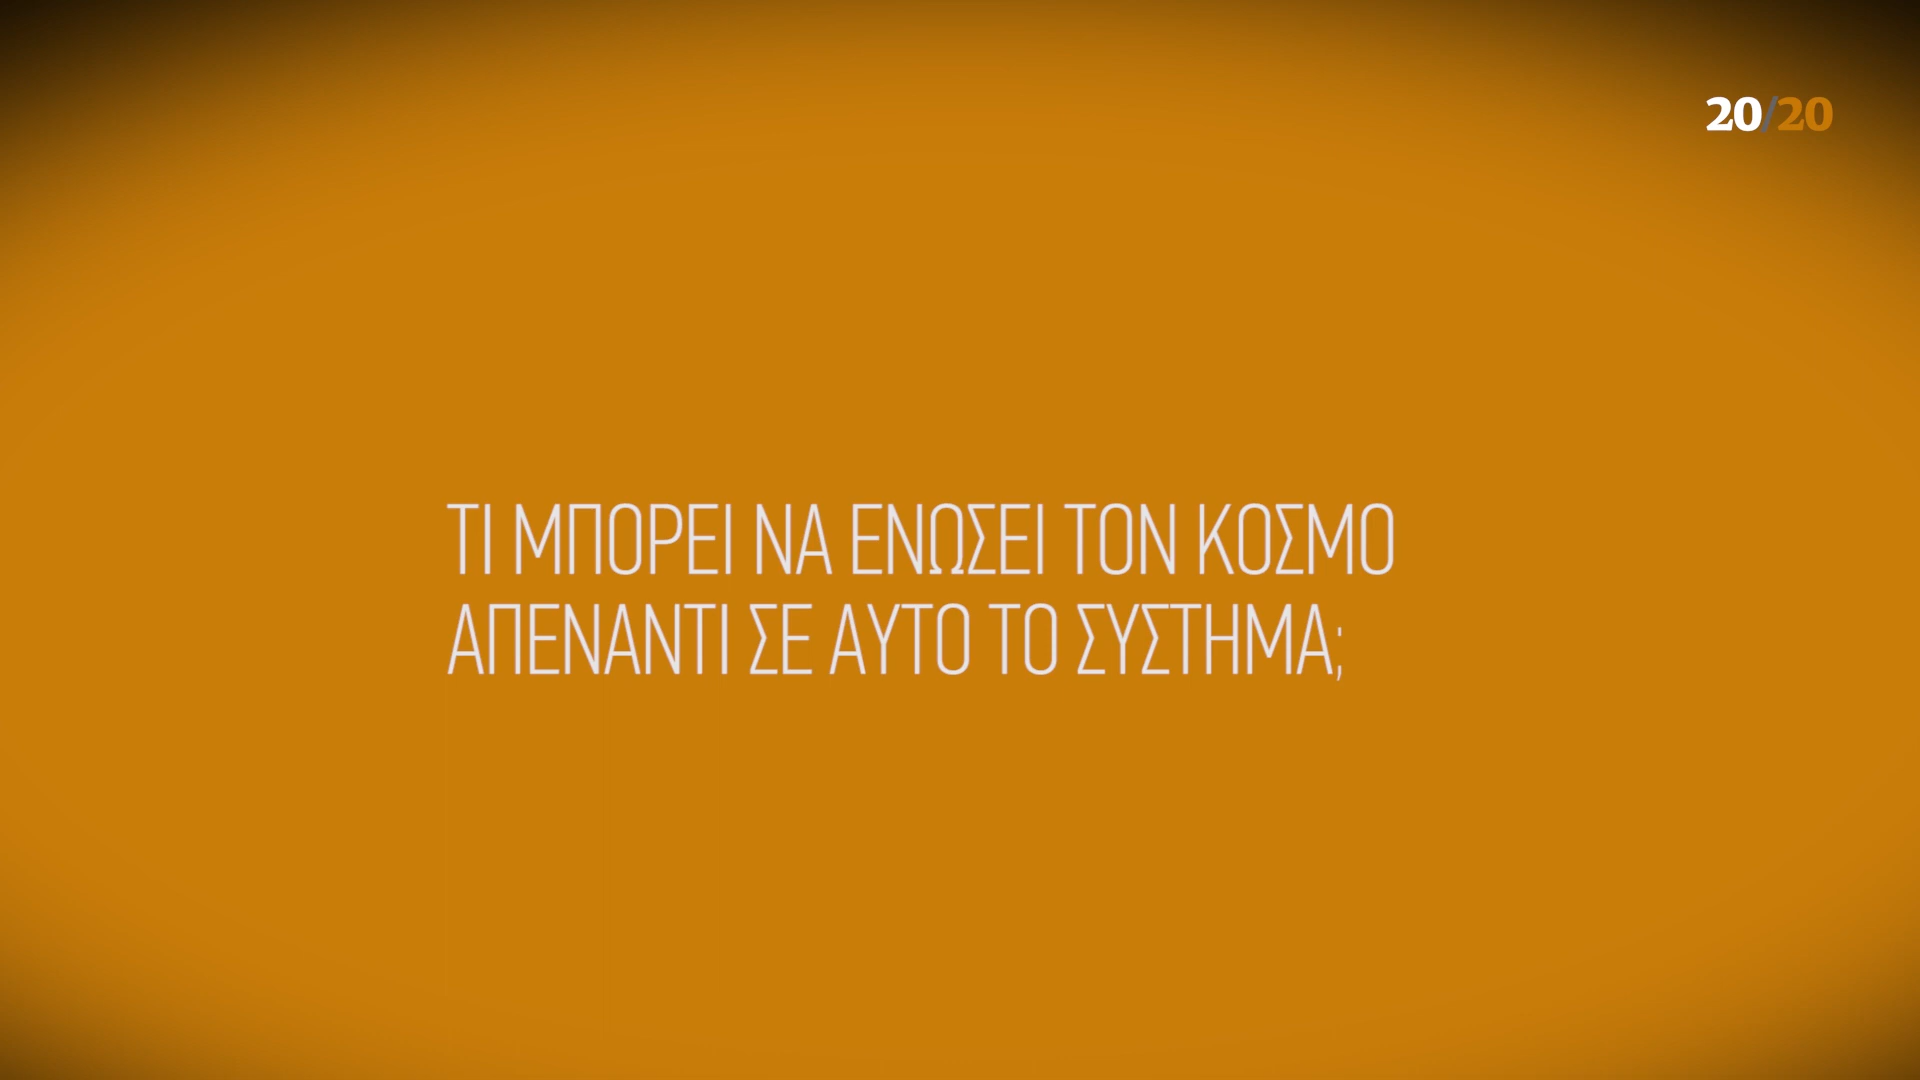 20/20
ΤΙ ΜΠΟΡΕΙ ΝΑ ΕΝΩΣΕΙ ΤΟΝ ΚΟΣΜΟ
ΑΠΕΝΑΝΤΙ ΣΕ ΑΥΤΟ ΤΟ ΣΥΣΤΗΜΑ;